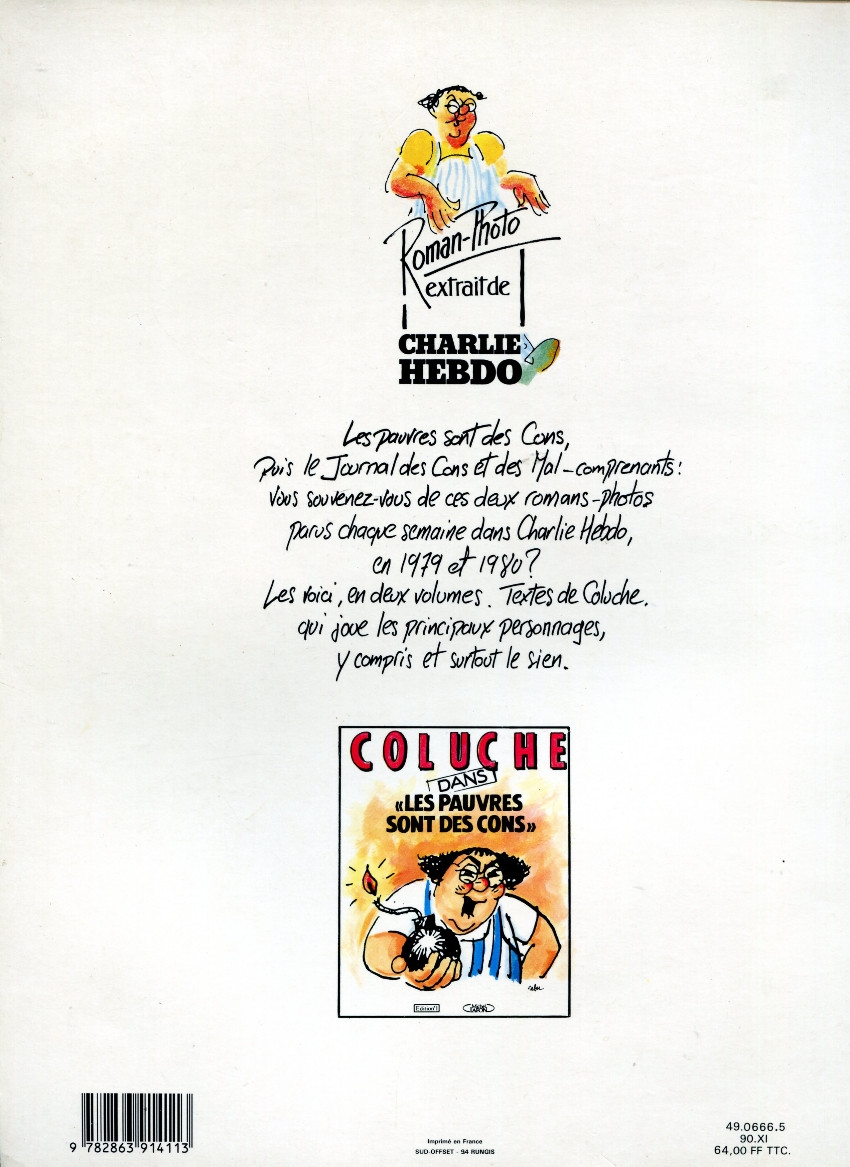 Roman-Photo
extrait de
CHARLIE
HEBDO
Les pauvres sont des Cons,
puis le Journal des Cons et des Mal-comprenants:
Vous souvenez-vous de ces deux romans-photos
parus chaque semaine dans Charlie Hebdo,
en 1979 et 1980?
Les voici, en deux volumes. Textes de Coluche.
qui joue les principaux personnages,
y compris et surtout le sien.
COLUCHE
DANS
«LES PAUVRES
SONT DES CONS»
cabu
Edition°1
9 782863 914113
Imprimé en France
SUD-OFFSET - 94 RUNGIS
49.0666.5
90.XI
64,00 FF TTC.